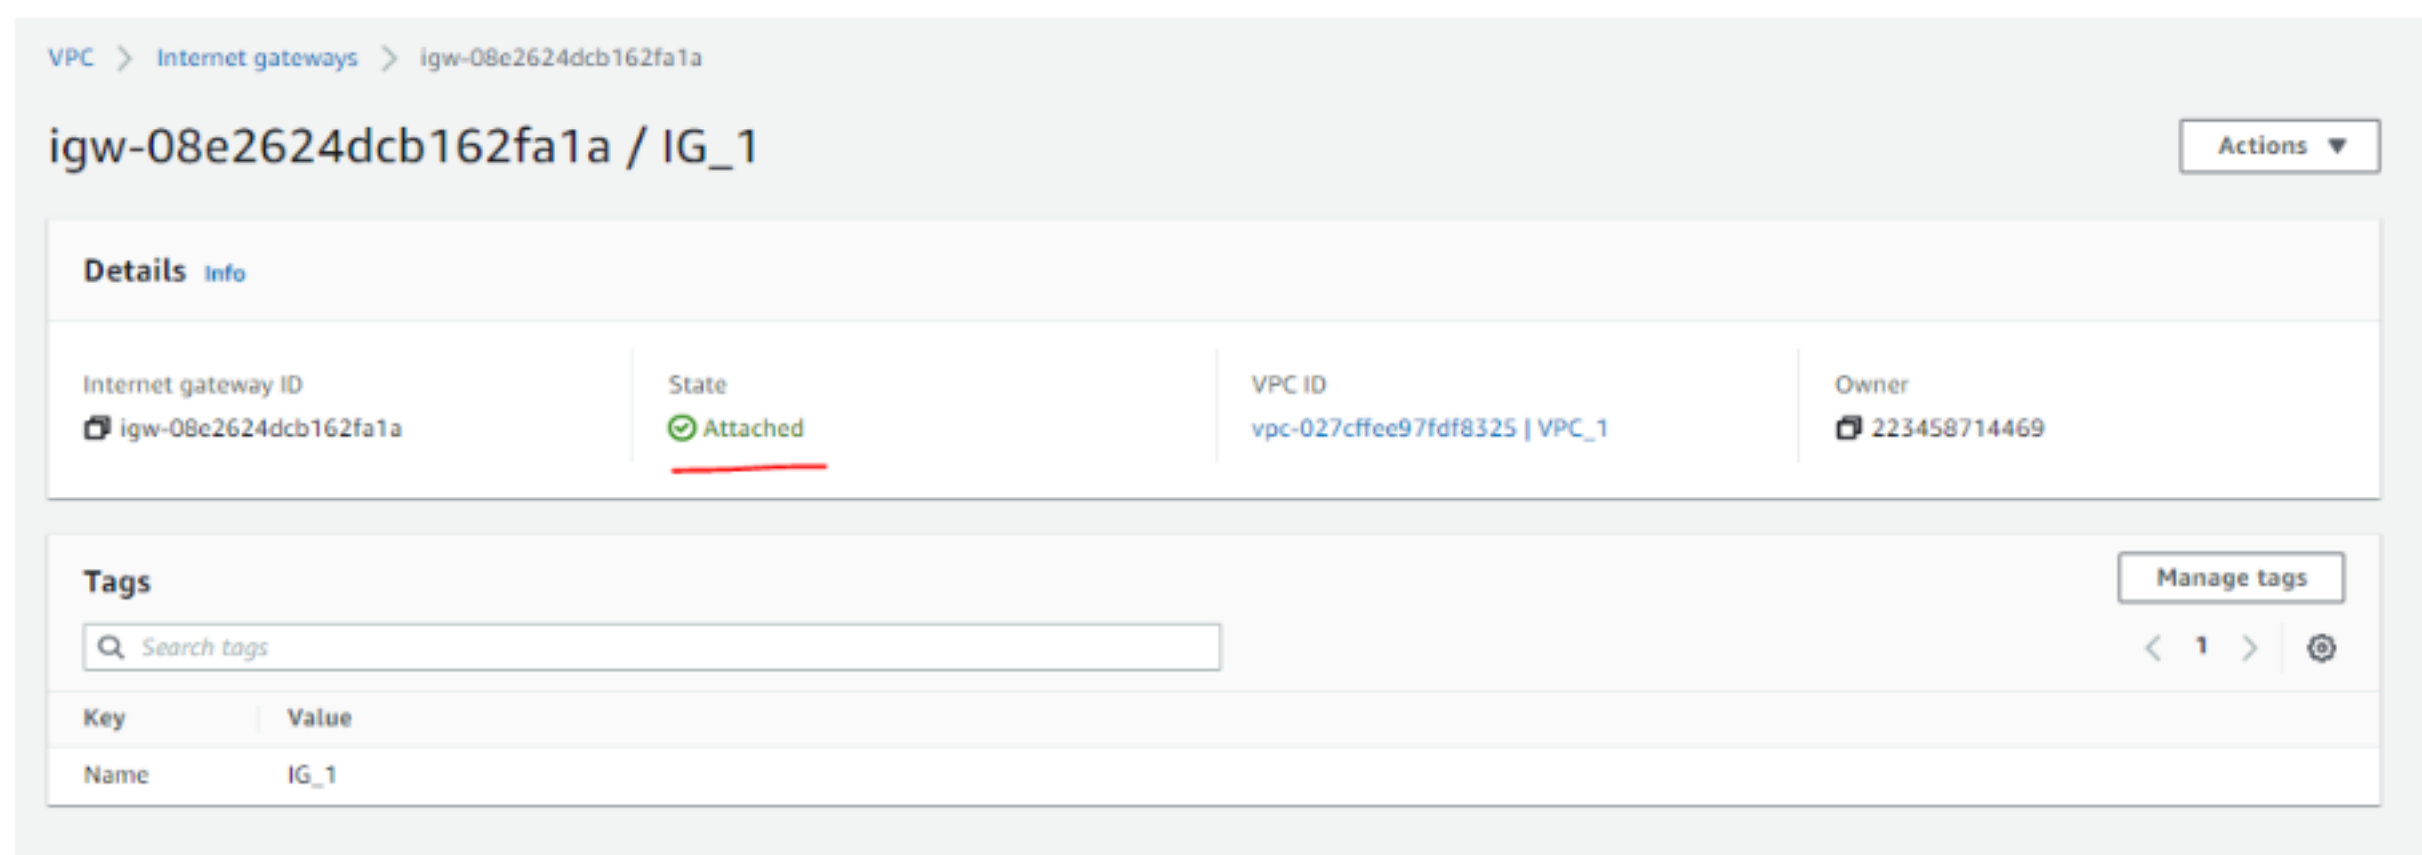 VPC > Internet gateways > igw-08e2624dcb162fa1a
igw-08e2624dcb162fa1a / IG_1
Actions ▼
Details Info
Internet gateway ID
igw-08e2624dcb162fa1a
State
Attached
VPC ID
vpc-027cffee97fdf8325 | VPC_1
Owner
223458714469
Tags
Manage tags
Search tags
< 1 >
Key Value
Name IG_1